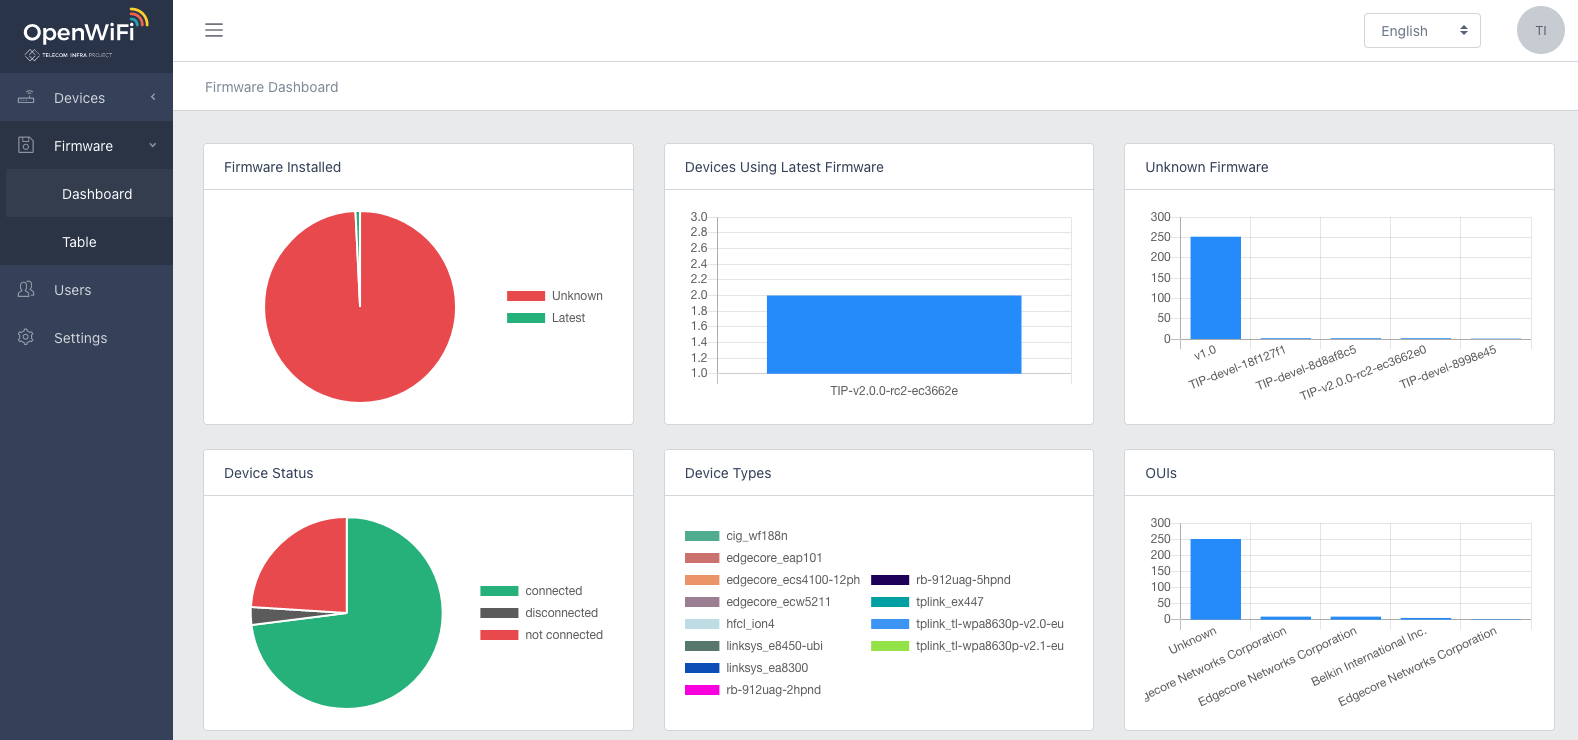 OpenWiFi
TELECOM INFRA PROJECT
English
TI
Devices
Firmware
Dashboard
Table
Users
Settings
Firmware Dashboard
Firmware Installed
Unknown
Latest
Devices Using Latest Firmware
3.0
2.8
2.6
2.4
2.2
2.0
1.8
1.6
1.4
1.2
1.0
TIP-v2.0.0-rc2-ec3662e
Unknown Firmware
300
250
200
150
100
50
0
v1.0
TIP-devel-18f127f1
TIP-devel-8d8af8c5
TIP-v2.0.0-rc2-ec3662e0
TIP-devel-8998e45
Device Status
connected
disconnected
not connected
Device Types
cig_wf188n
edgecore_eap101
edgecore_ecs4100-12ph
edgecore_ecw5211
hfcl_ion4
linksys_e8450-ubi
linksys_ea8300
rb-912uag-2hpnd
rb-912uag-5hpnd
tplink_ex447
tplink_tl-wpa8630p-v2.0-eu
tplink_tl-wpa8630p-v2.1-eu
OUIs
300
250
200
150
100
50
0
Unknown
gecore Networks Corporation
Edgecore Networks Corporation
Belkin International Inc.
Edgecore Networks Corporation